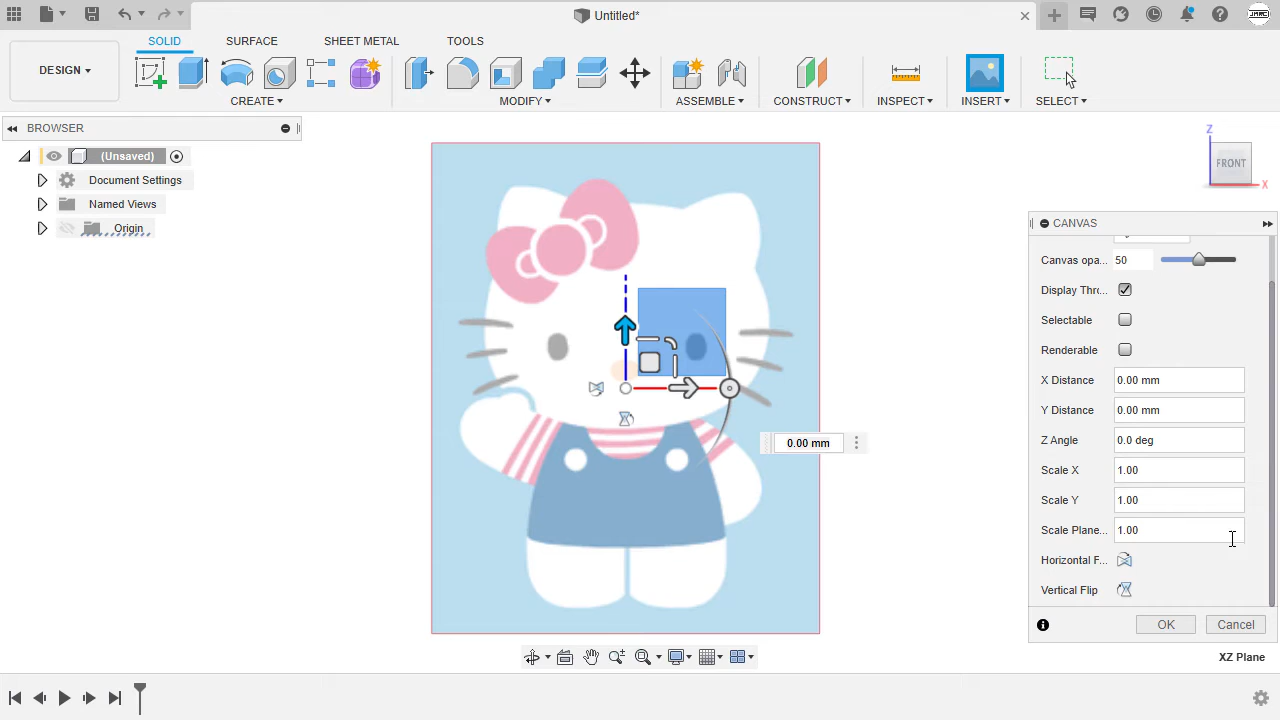 Untitled*
JMRC
DESIGN
SOLID
SURFACE
SHEET METAL
TOOLS
CREATE
MODIFY
ASSEMBLE
CONSTRUCT
INSPECT
INSERT
SELECT
BROWSER
(Unsaved)
Document Settings
Named Views
Origin
Z
FRONT
X
CANVAS
Canvas opa... 50
Display Thro...
Selectable
Renderable
X Distance 0.00 mm
Y Distance 0.00 mm
Z Angle 0.0 deg
Scale X 1.00
Scale Y 1.00
Scale Plane... 1.00
Horizontal F...
Vertical Flip
OK Cancel
0.00 mm
XZ Plane